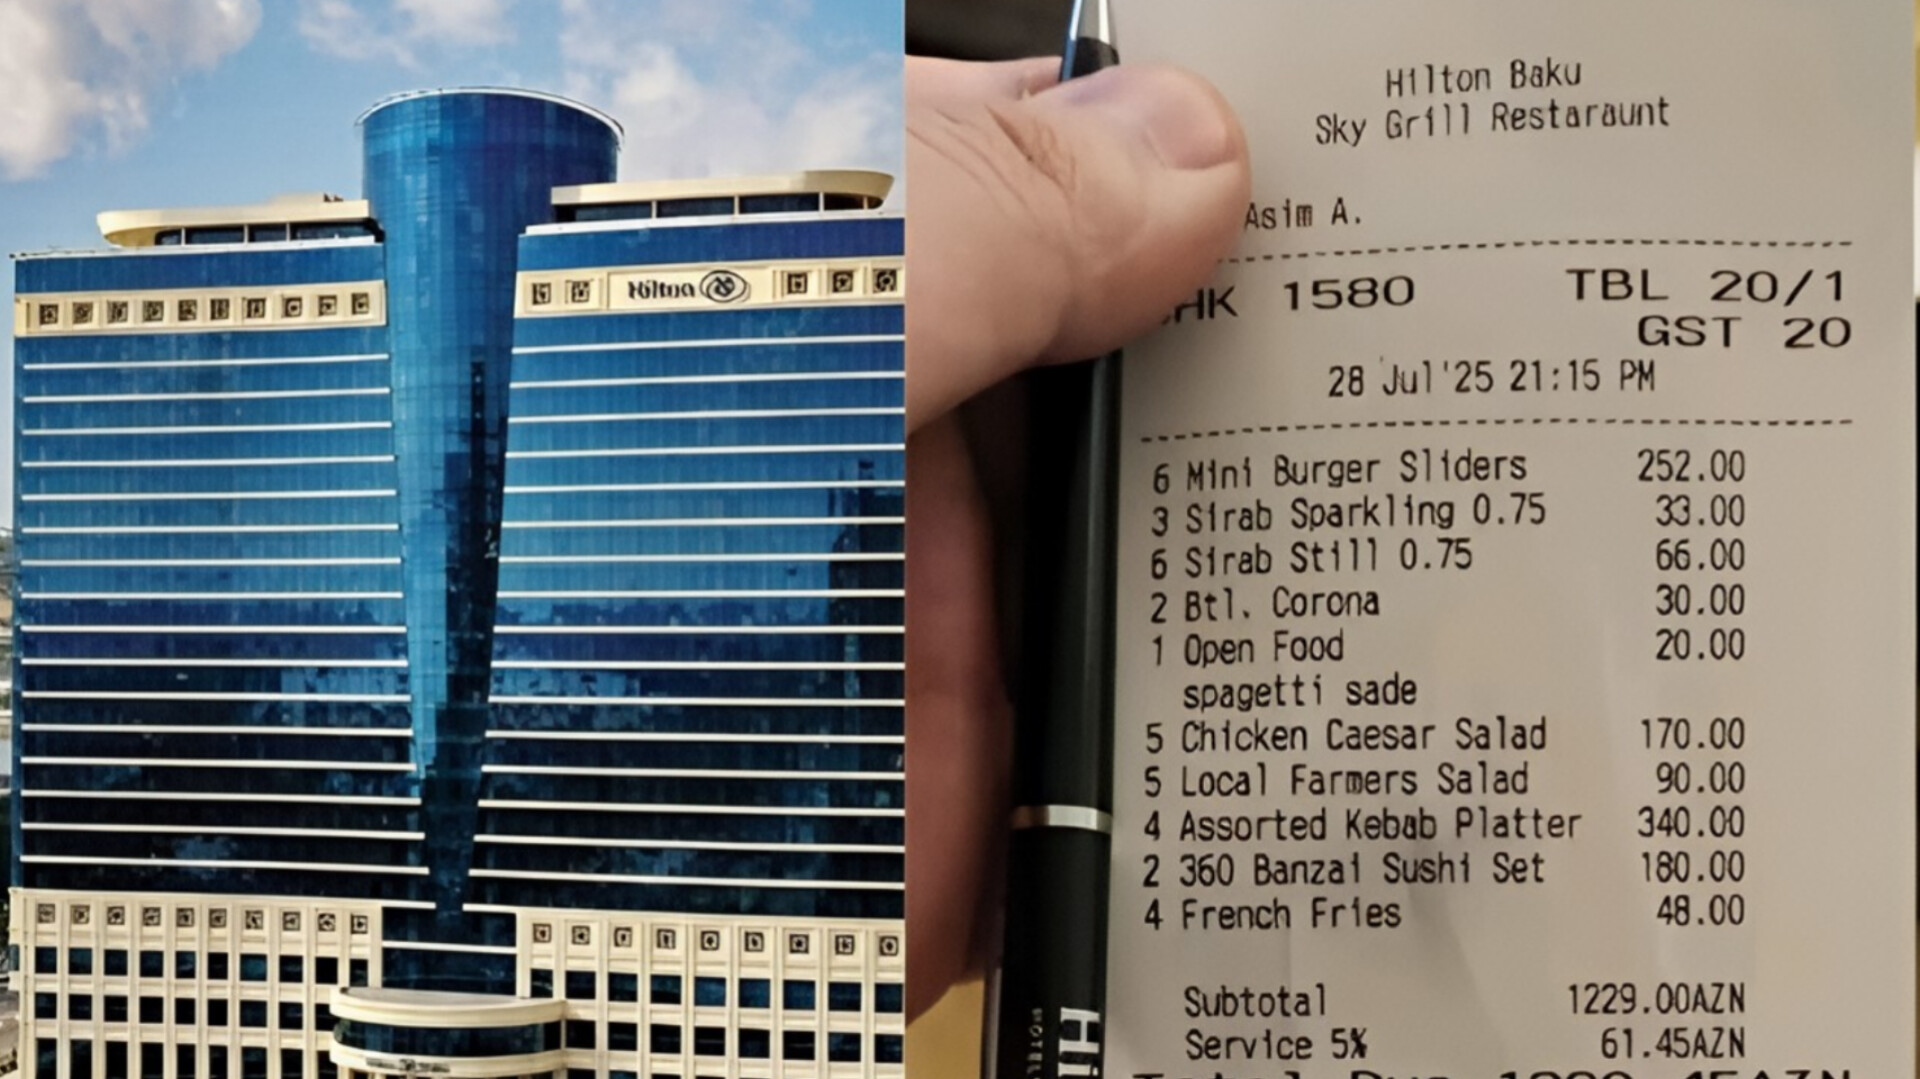 Hilton
Hilton Baku
Sky Grill Restaraunt
Asim A.
HK 1580 TBL 20/1
GST 20
28 Jul'25 21:15 PM
6 Mini Burger Sliders 252.00
3 Sirab Sparkling 0.75 33.00
6 Sirab Still 0.75 66.00
2 Btl. Corona 30.00
1 Open Food 20.00
spagetti sade
5 Chicken Caesar Salad 170.00
5 Local Farmers Salad 90.00
4 Assorted Kebab Platter 340.00
2 360 Banzai Sushi Set 180.00
4 French Fries 48.00
Subtotal 1229.00AZN
Service 5% 61.45AZN